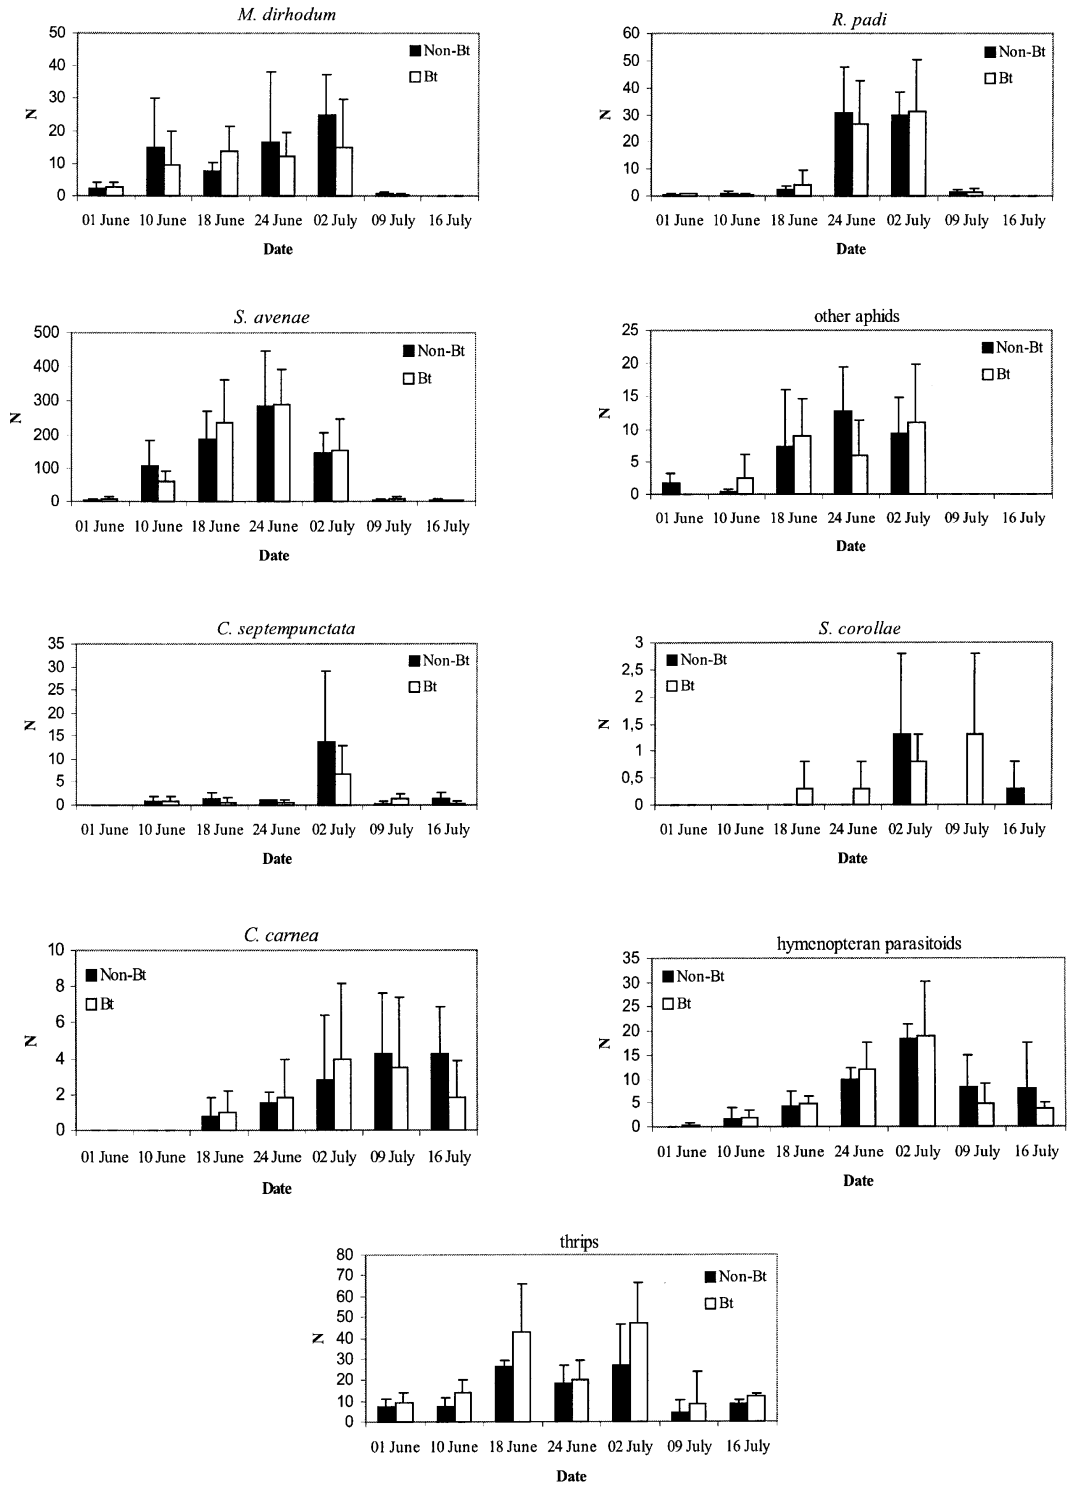 M. dirhodum
50
40
30
20
10
0
N
Non-Bt
Bt
01 June 10 June 18 June 24 June 02 July 09 July 16 July
Date
R. padi
60
50
40
30
20
10
0
N
Non-Bt
Bt
01 June 10 June 18 June 24 June 02 July 09 July 16 July
Date
S. avenae
500
400
300
200
100
0
N
Non-Bt
Bt
01 June 10 June 18 June 24 June 02 July 09 July 16 July
Date
other aphids
25
20
15
10
5
0
N
Non-Bt
Bt
01 June 10 June 18 June 24 June 02 July 09 July 16 July
Date
C. septempunctata
35
30
25
20
15
10
5
0
N
Non-Bt
Bt
01 June 10 June 18 June 24 June 02 July 09 July 16 July
Date
S. corollae
3
2,5
2
1,5
1
0,5
0
N
Non-Bt
Bt
01 June 10 June 18 June 24 June 02 July 09 July 16 July
Date
C. carnea
10
8
6
4
2
0
N
Non-Bt
Bt
01 June 10 June 18 June 24 June 02 July 09 July 16 July
Date
hymenopteran parasitoids
35
30
25
20
15
10
5
0
N
Non-Bt
Bt
01 June 10 June 18 June 24 June 02 July 09 July 16 July
Date
thrips
80
70
60
50
40
30
20
10
0
N
Non-Bt
Bt
01 June 10 June 18 June 24 June 02 July 09 July 16 July
Date